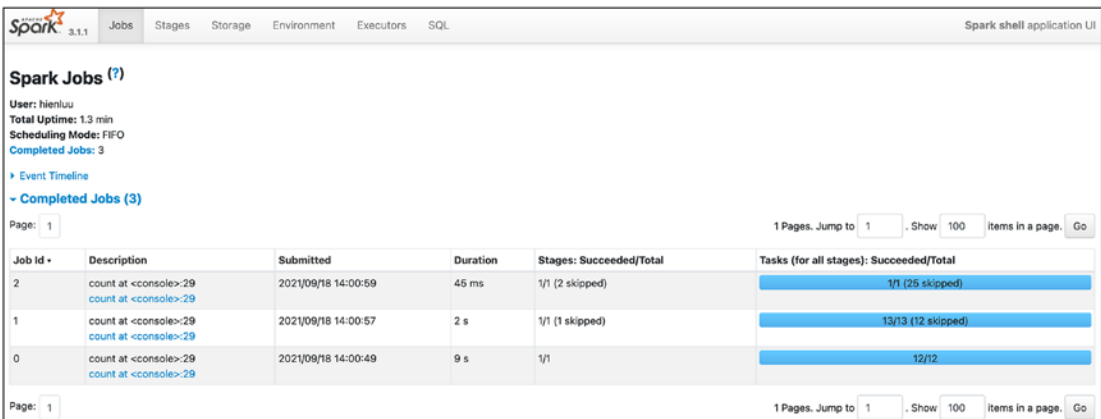 APACHE
Spark 3.1.1 Jobs Stages Storage Environment Executors SQL Spark shell application UI
Spark Jobs (?)
User: hienluu
Total Uptime: 1.3 min
Scheduling Mode: FIFO
Completed Jobs: 3
Event Timeline
Completed Jobs (3)
Page: 1 1 Pages. Jump to 1 . Show 100 items in a page. Go
Job Id Description Submitted Duration Stages: Succeeded/Total Tasks (for all stages): Succeeded/Total
2 count at <console>:29 2021/09/18 14:00:59 45 ms 1/1 (2 skipped) 1/1 (25 skipped)
count at <console>:29
1 count at <console>:29 2021/09/18 14:00:57 2 s 1/1 (1 skipped) 13/13 (12 skipped)
count at <console>:29
0 count at <console>:29 2021/09/18 14:00:49 9 s 1/1 12/12
count at <console>:29
Page: 1 1 Pages. Jump to 1 . Show 100 items in a page. Go